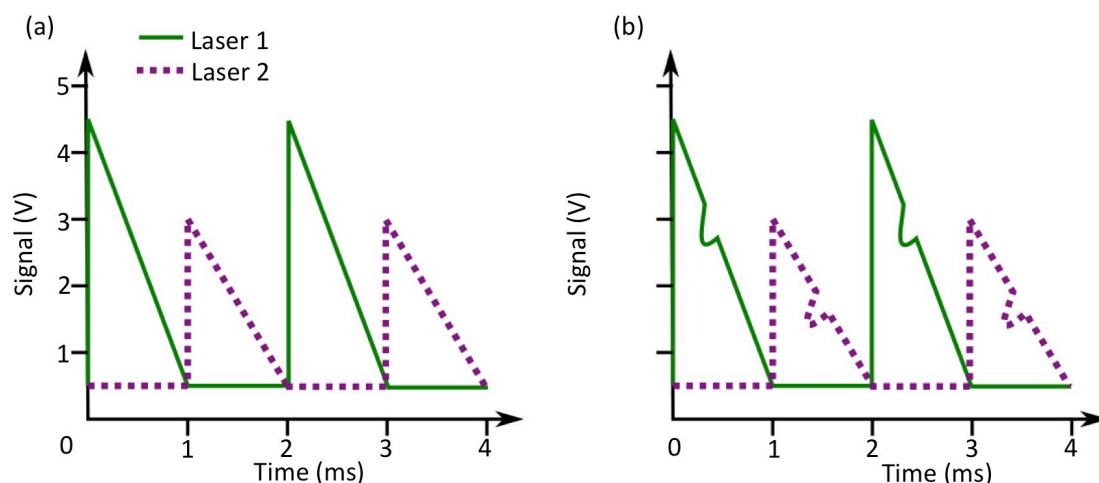 (a)
Laser 1
Laser 2
5
4
3
2
1
0
1 2 3 4
Signal (V)
Time (ms)
(b)
0 1 2 3 4
Signal (V)
Time (ms)